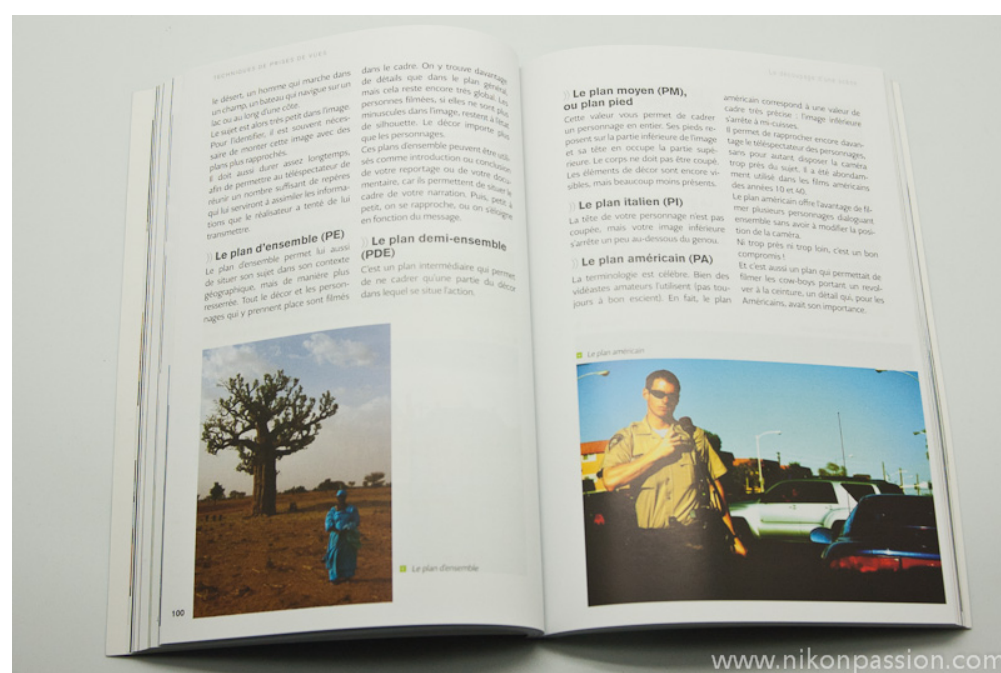 TECHNIQUES DE PRISES DE VUES
le désert, un homme qui marche dans
un champ, un bateau qui navigue sur un
lac ou au long d'une côte.
Le sujet est alors très petit dans l'image.
Pour l'identifier, il est souvent néces-
saire de monter cette image avec des
plans plus rapprochés.
Il doit aussi durer assez longtemps,
afin de permettre au téléspectateur de
réunir un nombre suffisant de repères
qui lui serviront à assimiler les informa-
tions que le réalisateur a tenté de lui
transmettre.
Le plan d'ensemble (PE)
Le plan d'ensemble permet lui aussi
de situer son sujet dans son contexte
géographique, mais de manière plus
resserrée. Tout le décor et les person-
nages qui y prennent place sont filmés
dans le cadre. On y trouve davantage
de détails que dans le plan général,
mais cela reste encore très global. Les
personnes filmées, si elles ne sont plus
minuscules dans l'image, restent à l'état
de silhouette. Le décor importe plus
que les personnages.
Ces plans d'ensemble peuvent être utili-
sés comme introduction ou conclusion
de votre reportage ou de votre docu-
mentaire, car ils permettent de situer le
cadre de votre narration. Puis, petit à
petit, on se rapproche, ou on s'éloigne
en fonction du message.
Le plan demi-ensemble
(PDE)
C'est un plan intermédiaire qui permet
de ne cadrer qu'une partie du décor
dans lequel se situe l'action.
Le plan d'ensemble
100
Le plan moyen (PM),
ou plan pied
Cette valeur vous permet de cadrer
un personnage en entier. Ses pieds re-
posent sur la partie inférieure de l'image
et sa tête en occupe la partie supé-
rieure. Le corps ne doit pas être coupé.
Les éléments de décor sont encore vi-
sibles, mais beaucoup moins présents.
Le plan italien (PI)
La tête de votre personnage n'est pas
coupée, mais votre image inférieure
s'arrête un peu au-dessous du genou.
Le plan américain (PA)
La terminologie est célèbre. Bien des
vidéastes amateurs l'utilisent (pas tou-
jours à bon escient). En fait, le plan
américain correspond à une valeur de
cadre très précise : l'image inférieure
s'arrête à mi-cuisses.
Il permet de rapprocher encore davan-
tage le téléspectateur des personnages,
sans pour autant disposer la caméra
trop près du sujet. Il a été abondam-
ment utilisé dans les films américains
des années 10 et 40.
Le plan américain offre l'avantage de fil-
mer plusieurs personnages dialoguant
ensemble sans avoir à modifier la posi-
tion de la caméra.
Ni trop près ni trop loin, c'est un bon
compromis !
Et c'est aussi un plan qui permettait de
filmer les cow-boys portant un revol-
ver à la ceinture, un détail qui, pour les
Américains, avait son importance.
Le plan américain
www.nikonpassion.com